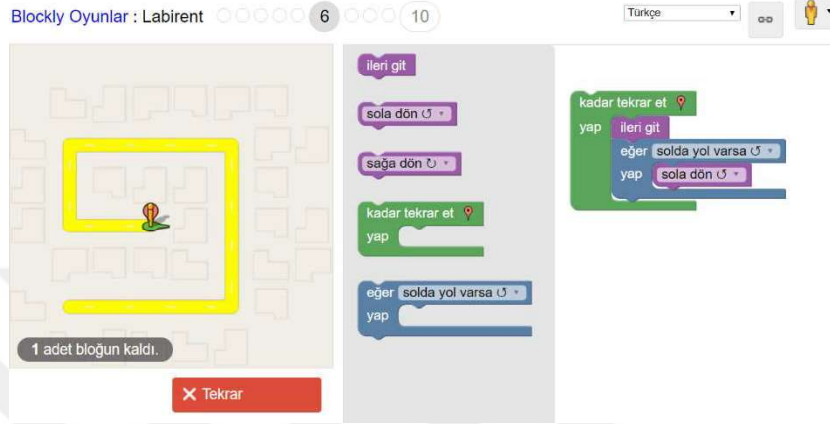 Blockly Oyunlar : Labirent 6 10
Türkçe
ileri git
sola dön ↺
sağa dön ↻
kadar tekrar et
yap
eğer solda yol varsa ↺
yap
kadar tekrar et
yap ileri git
eğer solda yol varsa ↺
yap sola dön ↺
1 adet bloğun kaldı.
Tekrar